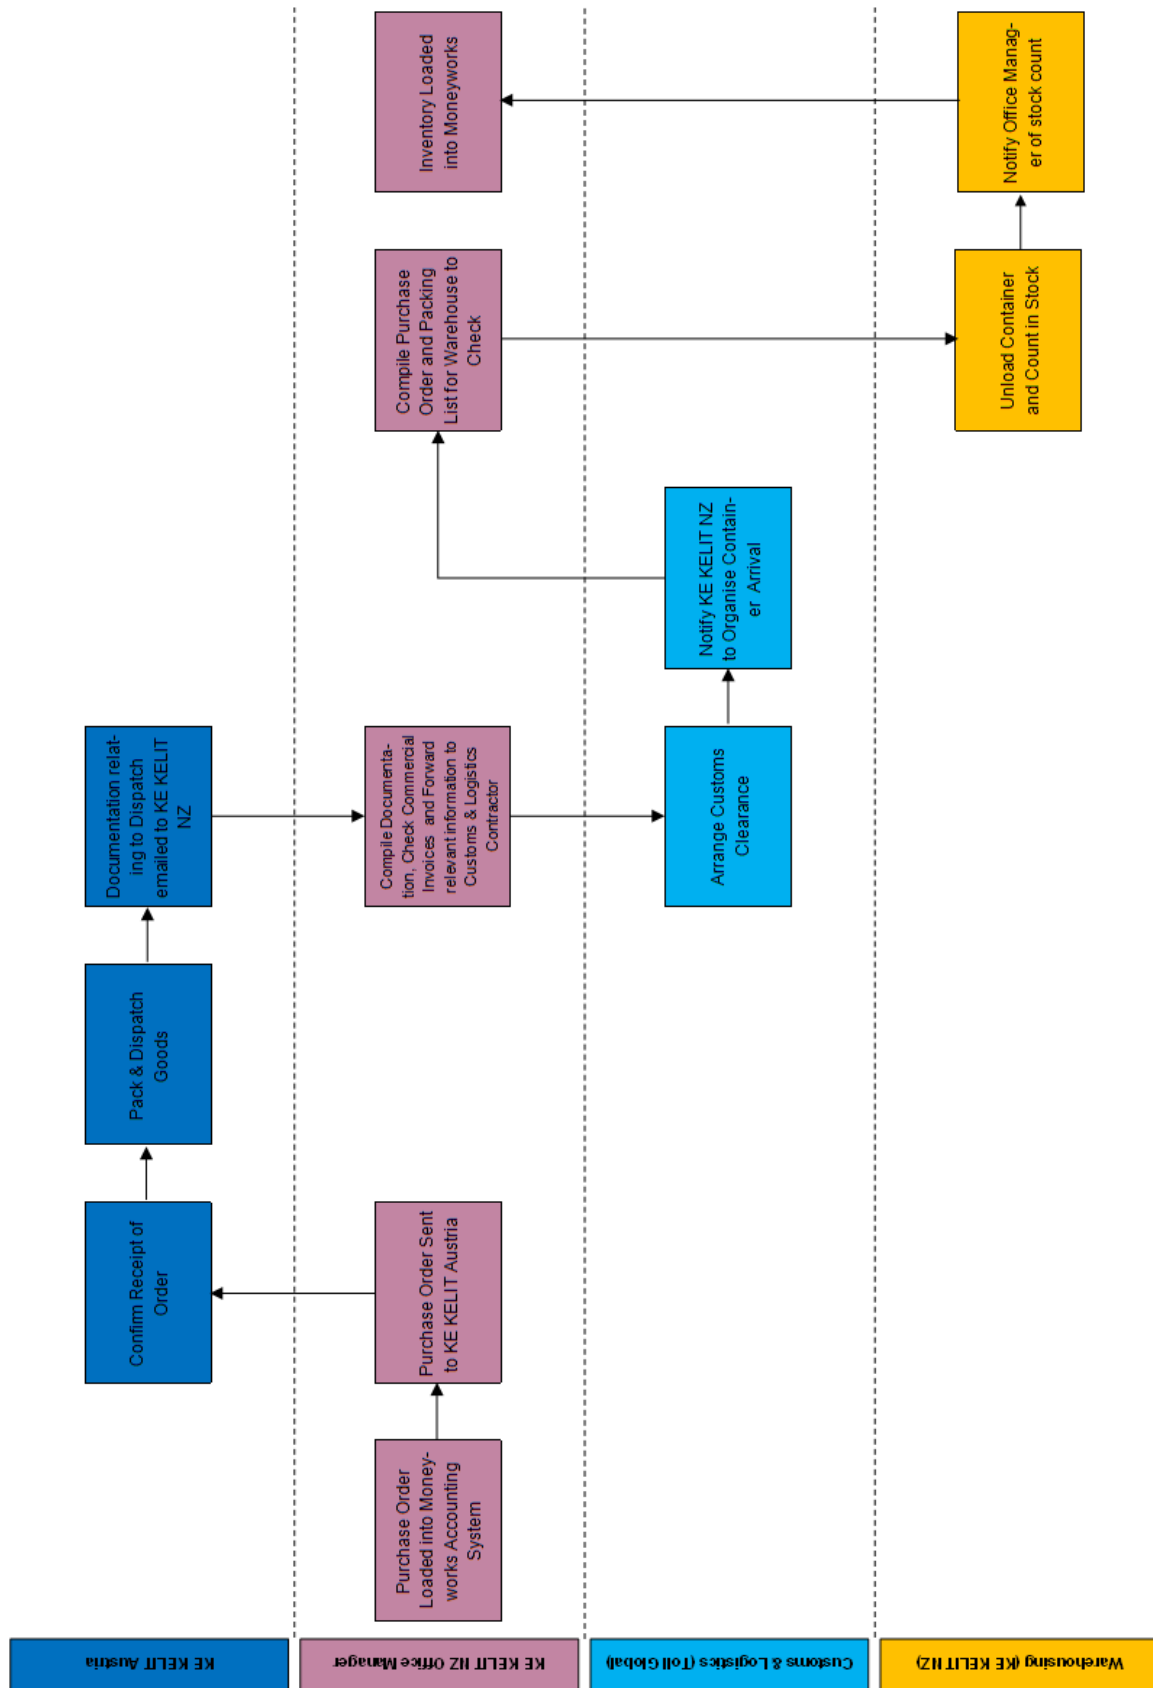 KE KELIT Austria
Confirm Receipt of
Order
Pack & Dispatch
Goods
Documentation relat-
ing to Dispatch
emailed to KE KELIT
NZ
KE KELIT NZ Office Manager
Purchase Order
Loaded into Money-
works Accounting
System
Purchase Order Sent
to KE KELIT Austria
Compile Documenta-
tion, Check Commercial
Invoices and Forward
relevant information to
Customs & Logistics
Contractor
Compile Purchase
Order and Packing
List for Warehouse to
Check
Inventory Loaded
into Moneyworks
Customs & Logistics (Toll Global)
Arrange Customs
Clearance
Notify KE KELIT NZ
to Organise Contain-
er Arrival
Warehousing (KE KELIT NZ)
Unload Container
and Count in Stock
Notify Office Manag-
er of stock count